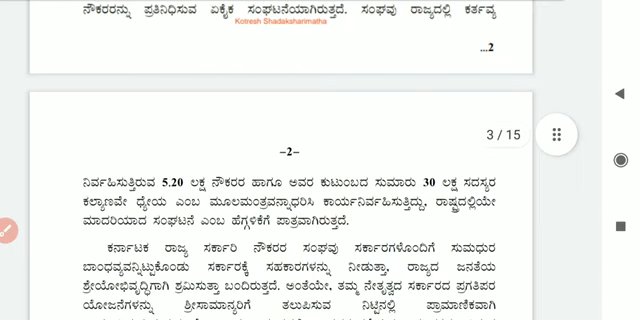 ನೌಕರರನ್ನು ಪ್ರತಿನಿಧಿಸುವ ಏಕೈಕ ಸಂಘಟನೆಯಾಗಿರುತ್ತದೆ. ಸಂಘವು ರಾಜ್ಯದಲ್ಲಿ ಕರ್ತವ್ಯ
Kotresh Shadaksharimatha
...2
–2–
3 / 15
ನಿರ್ವಹಿಸುತ್ತಿರುವ 5.20 ಲಕ್ಷ ನೌಕರರ ಹಾಗೂ ಅವರ ಕುಟುಂಬದ ಸುಮಾರು 30 ಲಕ್ಷ ಸದಸ್ಯರ
ಕಲ್ಯಾಣವೇ ಧ್ಯೇಯ ಎಂಬ ಮೂಲಮಂತ್ರವನ್ನಾಧರಿಸಿ ಕಾರ್ಯನಿರ್ವಹಿಸುತ್ತಿದ್ದು, ರಾಷ್ಟ್ರದಲ್ಲಿಯೇ
ಮಾದರಿಯಾದ ಸಂಘಟನೆ ಎಂಬ ಹೆಗ್ಗಳಿಕೆಗೆ ಪಾತ್ರವಾಗಿರುತ್ತದೆ.
ಕರ್ನಾಟಕ ರಾಜ್ಯ ಸರ್ಕಾರಿ ನೌಕರರ ಸಂಘವು ಸರ್ಕಾರಗಳೊಂದಿಗೆ ಸುಮಧುರ
ಬಾಂಧವ್ಯವನ್ನಿಟ್ಟುಕೊಂಡು ಸರ್ಕಾರಕ್ಕೆ ಸಹಕಾರಗಳನ್ನು ನೀಡುತ್ತಾ, ರಾಜ್ಯದ ಜನತೆಯ
ಶ್ರೇಯೋಭಿವೃದ್ಧಿಗಾಗಿ ಶ್ರಮಿಸುತ್ತಾ ಬಂದಿರುತ್ತದೆ. ಅಂತೆಯೇ, ತಮ್ಮ ನೇತೃತ್ವದ ಸರ್ಕಾರದ ಪ್ರಗತಿಪರ
ಯೋಜನೆಗಳನ್ನು ಶ್ರೀಸಾಮಾನ್ಯರಿಗೆ ತಲುಪಿಸುವ ನಿಟ್ಟಿನಲ್ಲಿ ಪ್ರಾಮಾಣಿಕವಾಗಿ